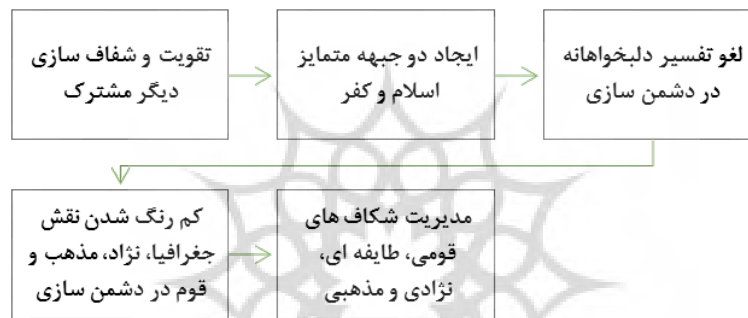 تقویت و شفاف سازی
دیگر مشترک
ایجاد دو جبهه متمایز
اسلام و کفر
لغو تفسیر دلبخواهانه
در دشمن سازی
کم رنگ شدن نقش
جغرافیا، نژاد، مذهب و
قوم در دشمن سازی
مدیریت شکاف های
قومی، طایفه ای،
نژادی و مذهبی